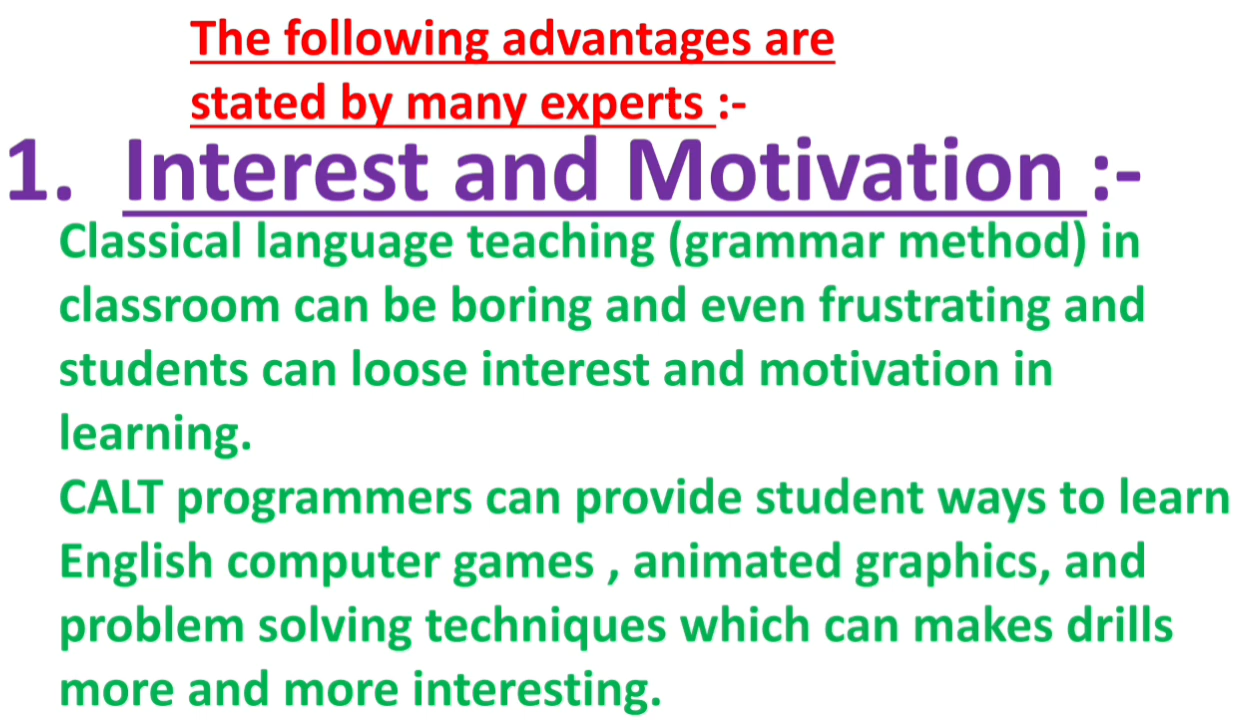 The following advantages are
stated by many experts :-
1. Interest and Motivation :-
Classical language teaching (grammar method) in
classroom can be boring and even frustrating and
students can loose interest and motivation in
learning.
CALT programmers can provide student ways to learn
English computer games , animated graphics, and
problem solving techniques which can makes drills
more and more interesting.